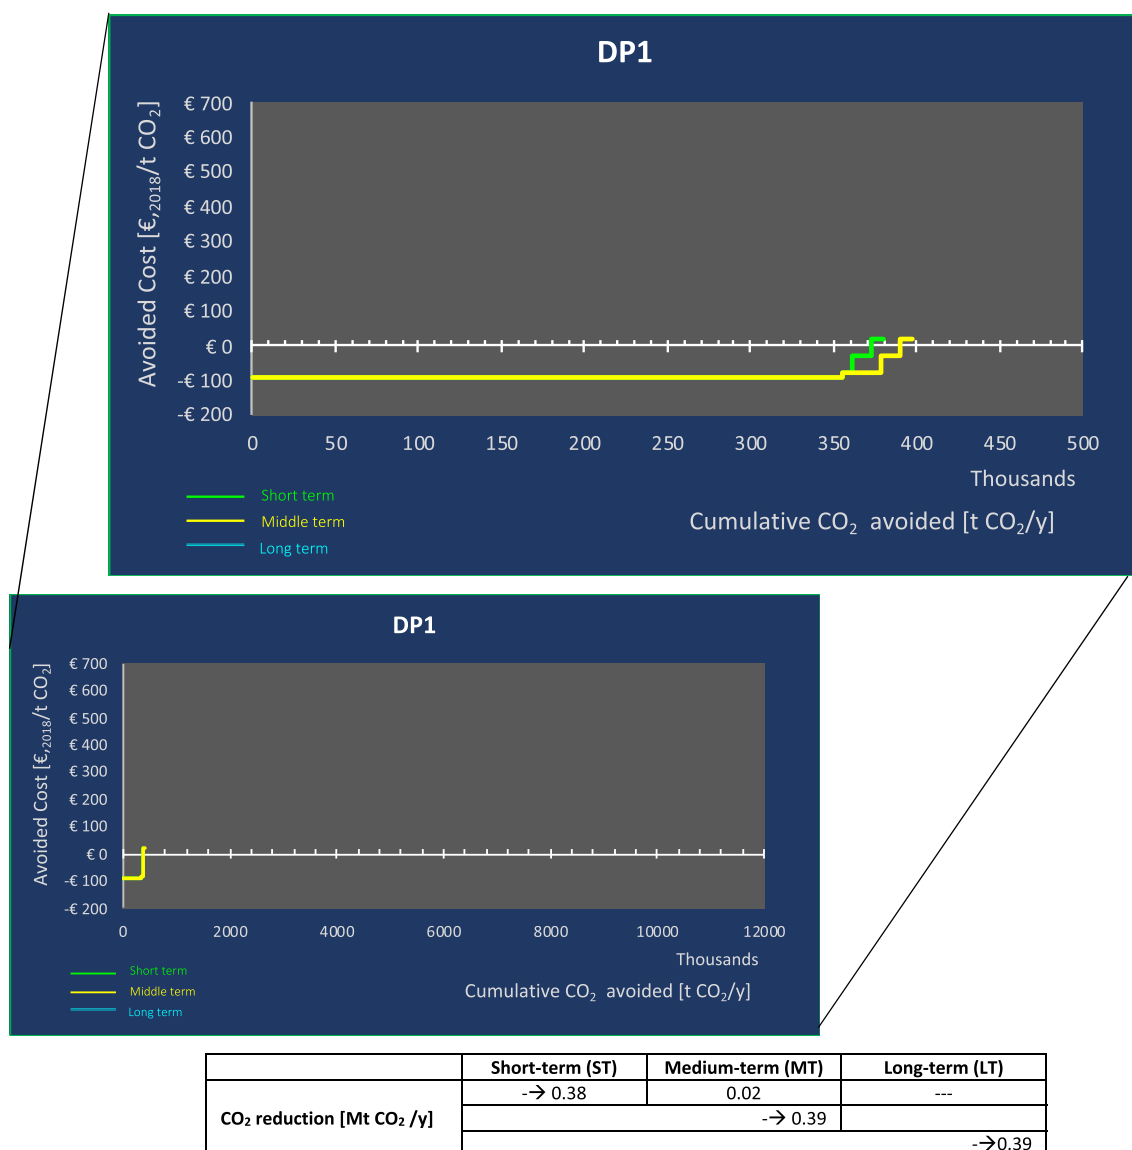 DP1
Avoided Cost [€,2018/t CO2]
€ 700
€ 600
€ 500
€ 400
€ 300
€ 200
€ 100
€ 0
-€ 100
-€ 200
0 50 100 150 200 250 300 350 400 450 500
Thousands
Cumulative CO2 avoided [t CO2/y]
Short term
Middle term
Long term
DP1
Avoided Cost [€,2018/t CO2]
€ 700
€ 600
€ 500
€ 400
€ 300
€ 200
€ 100
€ 0
-€ 100
-€ 200
0 2000 4000 6000 8000 10000 12000
Thousands
Cumulative CO2 avoided [t CO2/y]
Short term
Middle term
Long term
Short-term (ST) Medium-term (MT) Long-term (LT)
CO2 reduction [Mt CO2 /y]
-→ 0.38 0.02 ---
-→ 0.39
-→0.39